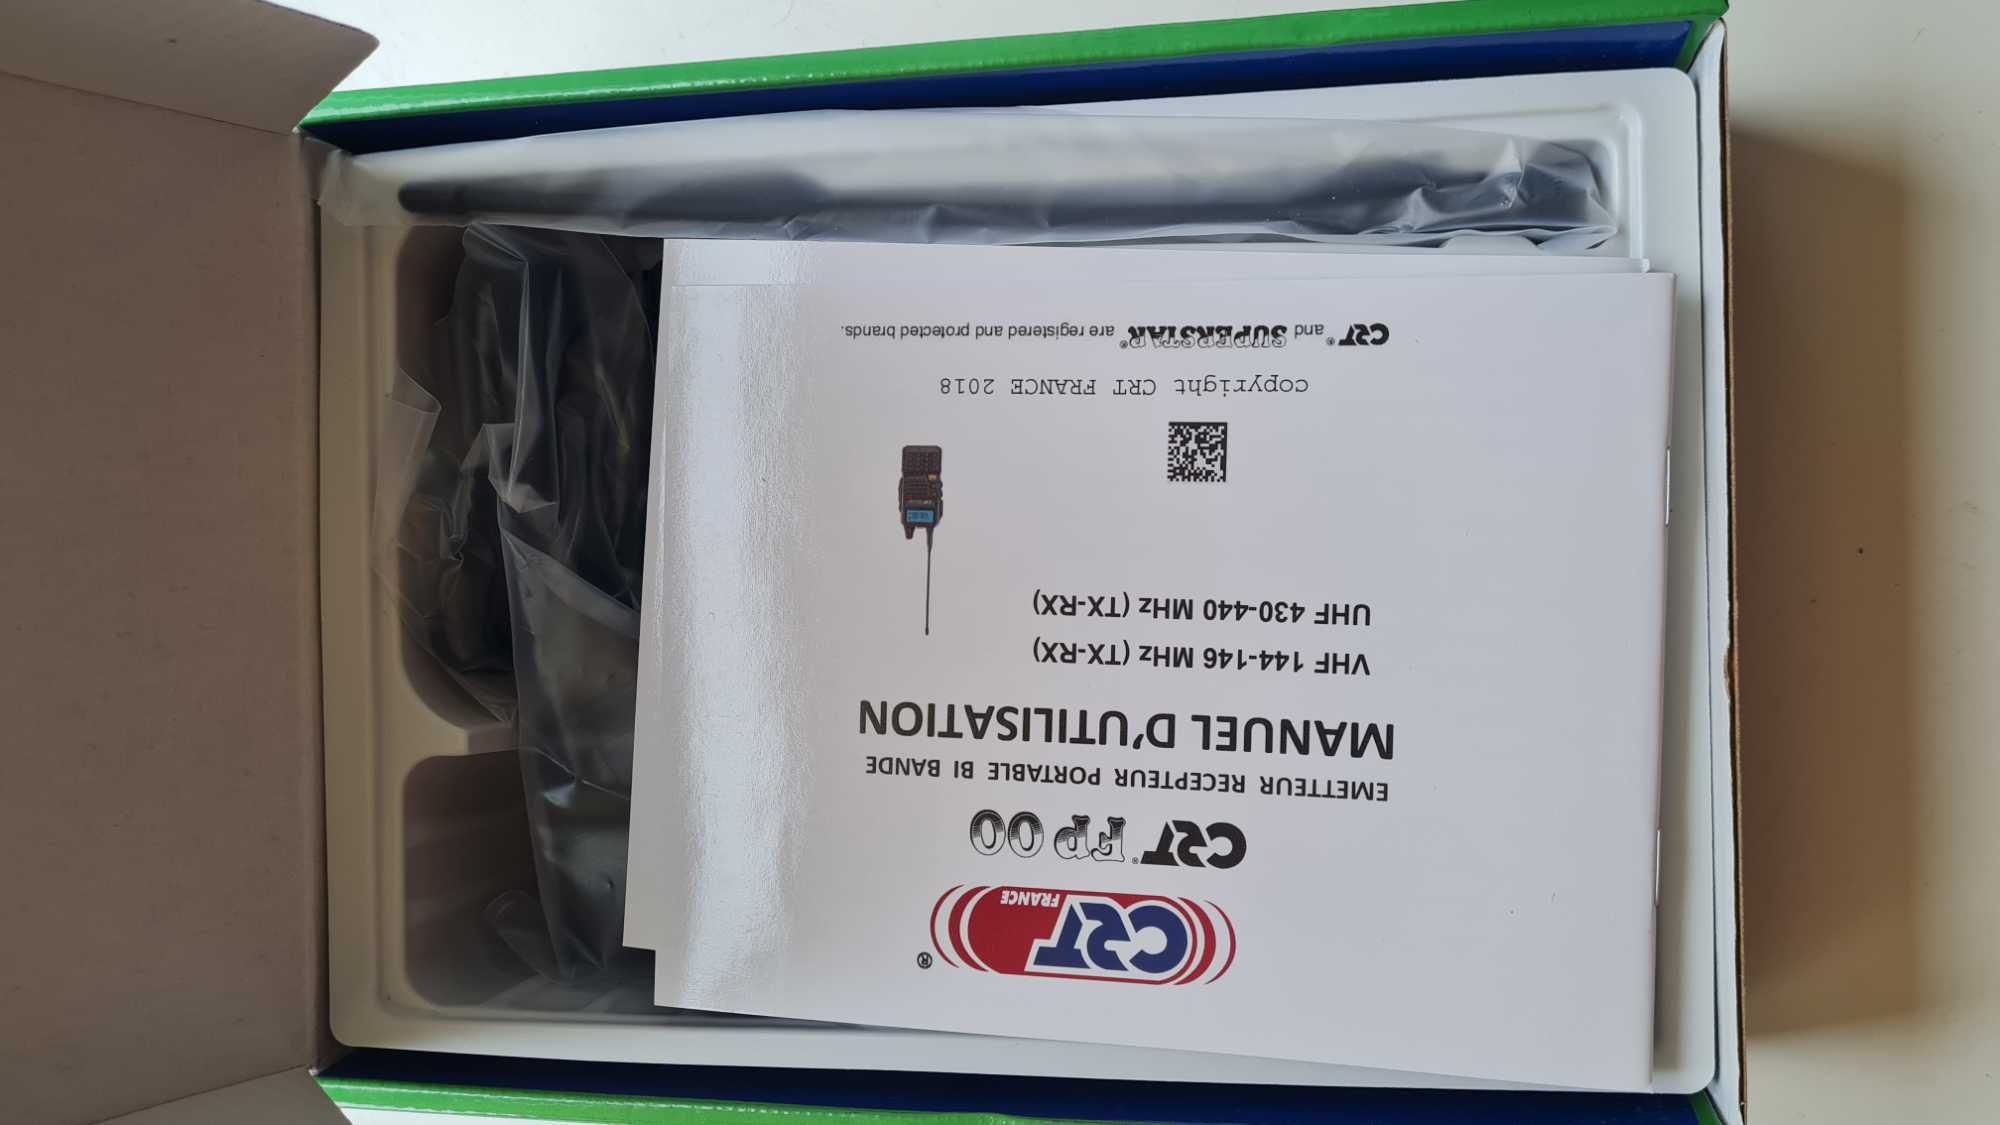 CRT
FRANCE
®
CRT® FP 00
EMETTEUR RECEPTEUR PORTABLE BI BANDE
MANUEL D'UTILISATION
VHF 144-146 MHz (TX-RX)
UHF 430-440 MHz (TX-RX)
copyright CRT FRANCE 2018
CRT® and SUPERSTAR® are registered and protected brands.